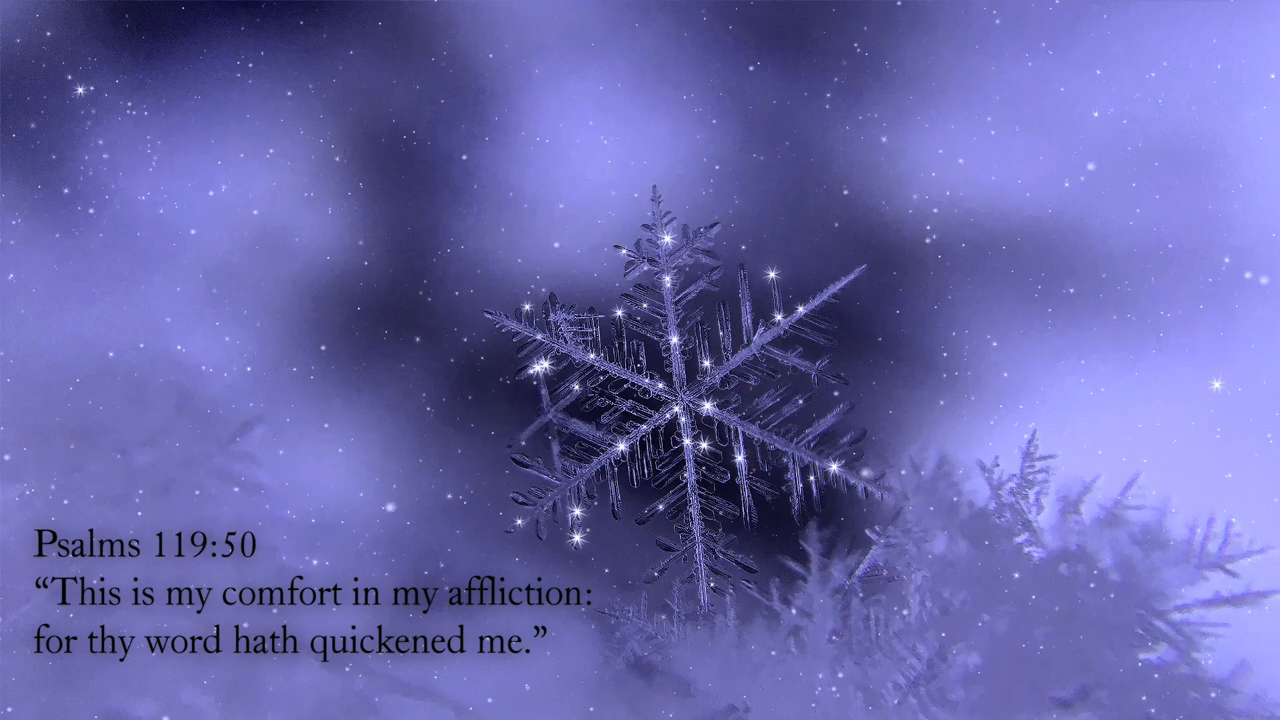 Psalms 119:50
“This is my comfort in my affliction:
for thy word hath quickened me.”